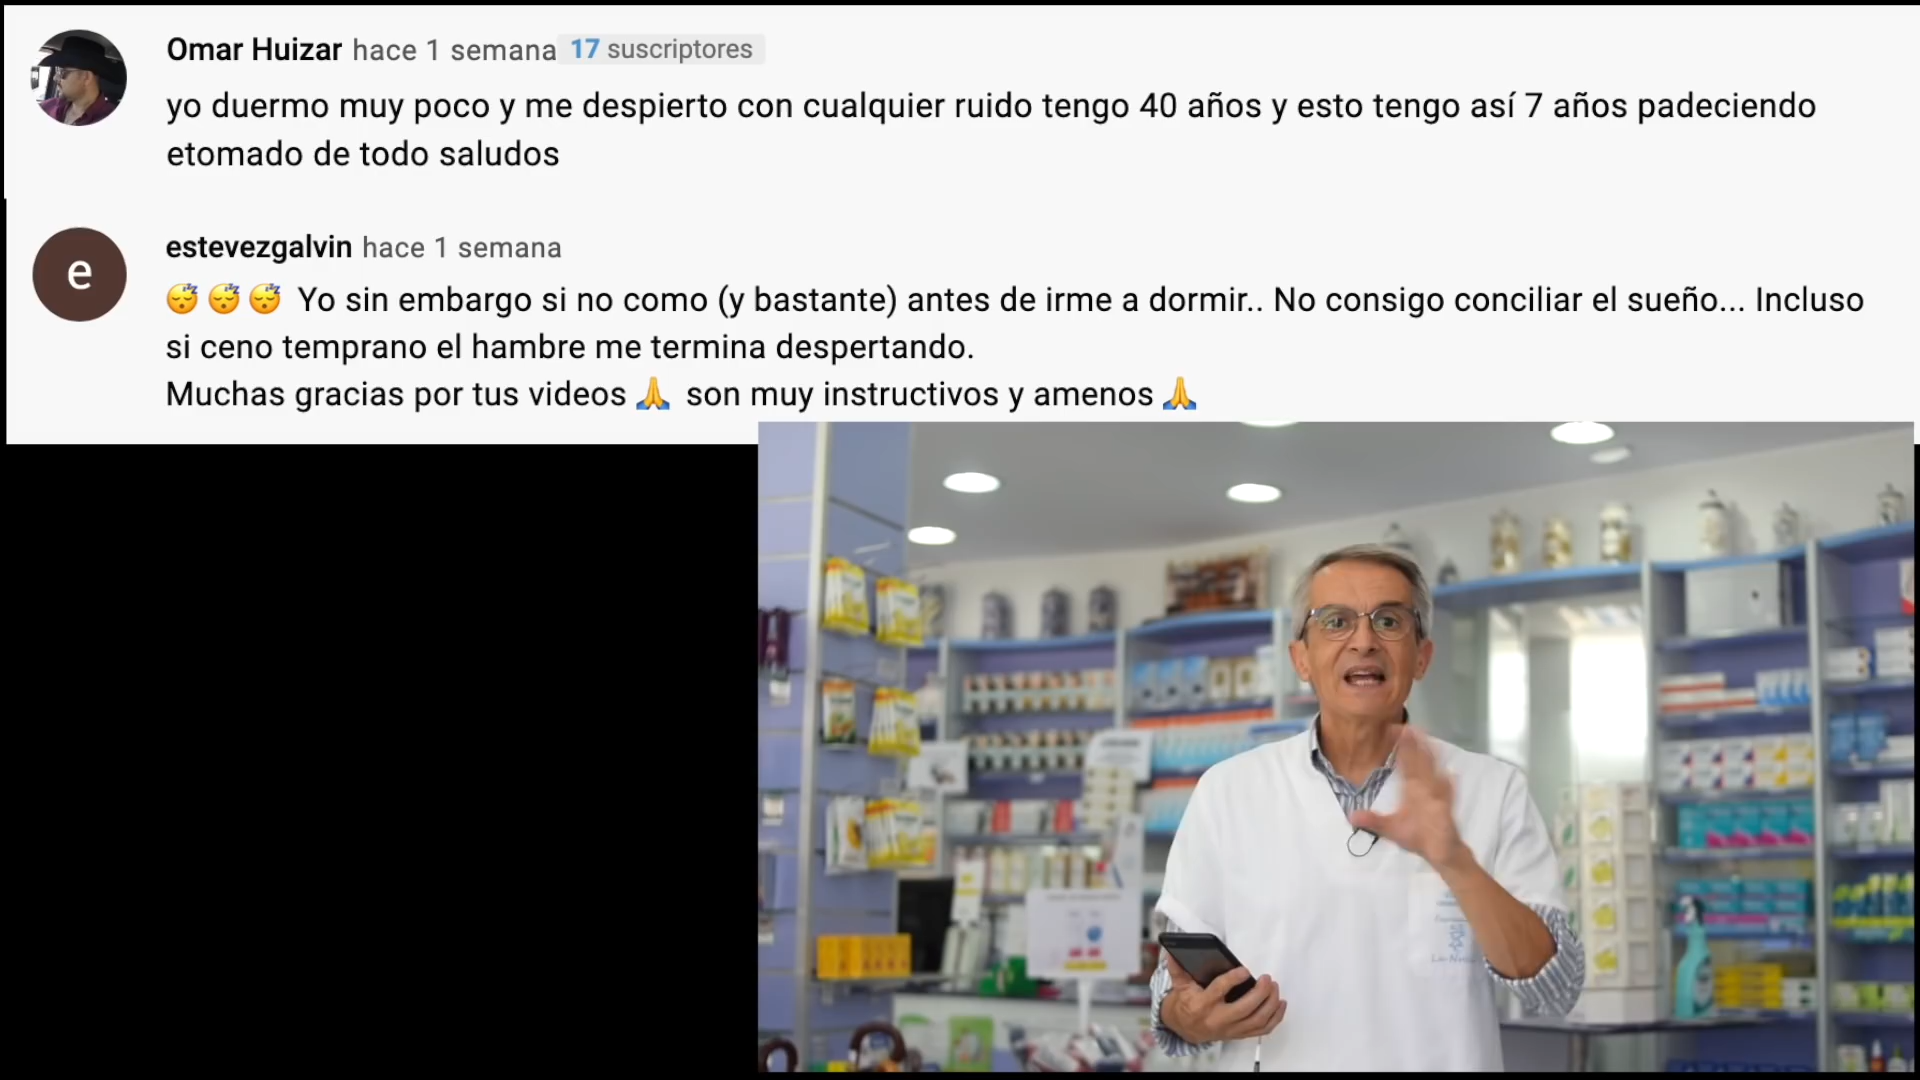 Omar Huizar hace 1 semana 17 suscriptores
yo duermo muy poco y me despierto con cualquier ruido tengo 40 años y esto tengo así 7 años padeciendo
etomado de todo saludos
e
estevezgalvin hace 1 semana
😴 😴 😴 Yo sin embargo si no como (y bastante) antes de irme a dormir.. No consigo conciliar el sueño... Incluso
si ceno temprano el hambre me termina despertando.
Muchas gracias por tus videos 🙏 son muy instructivos y amenos 🙏